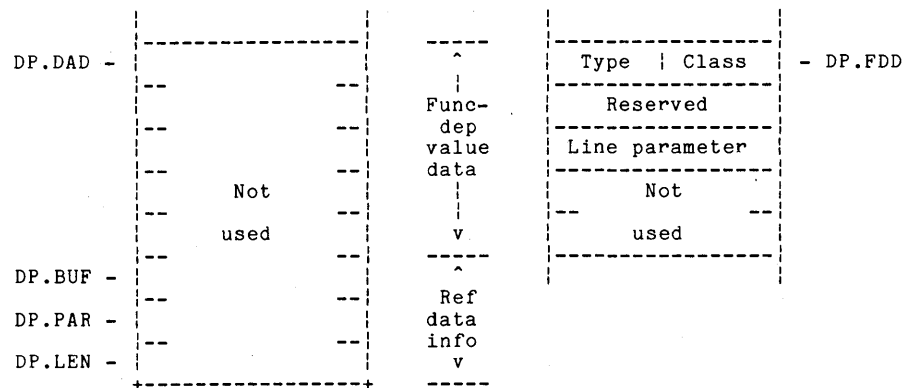 DP.DAD - Type | Class - DP.FDD
Func- Reserved
dep
value Line parameter
data
Not Not
used used
DP.BUF -
Ref
DP.PAR - data
info
DP.LEN -